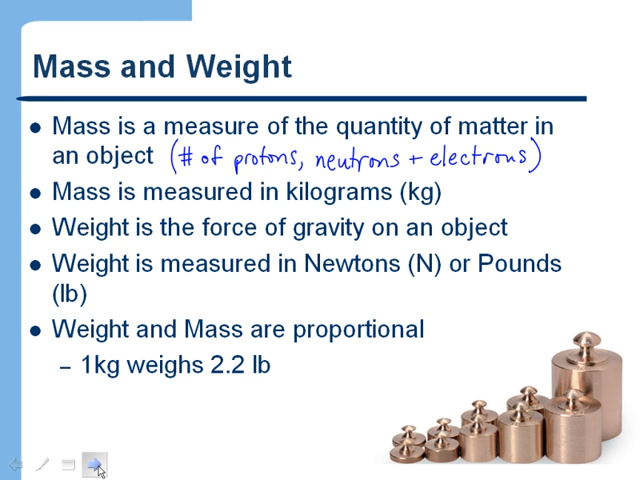 Mass and Weight
Mass is a measure of the quantity of matter in
an object (# of protons, neutrons + electrons)
Mass is measured in kilograms (kg)
Weight is the force of gravity on an object
Weight is measured in Newtons (N) or Pounds
(lb)
Weight and Mass are proportional
– 1kg weighs 2.2 lb